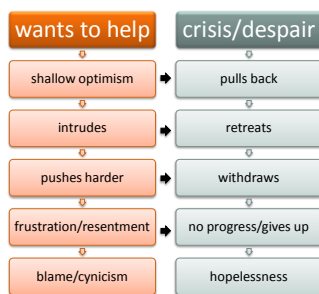 wants to help
crisis/despair
shallow optimism
pulls back
intrudes
retreats
pushes harder
withdraws
frustration/resentment
no progress/gives up
blame/cynicism
hopelessness